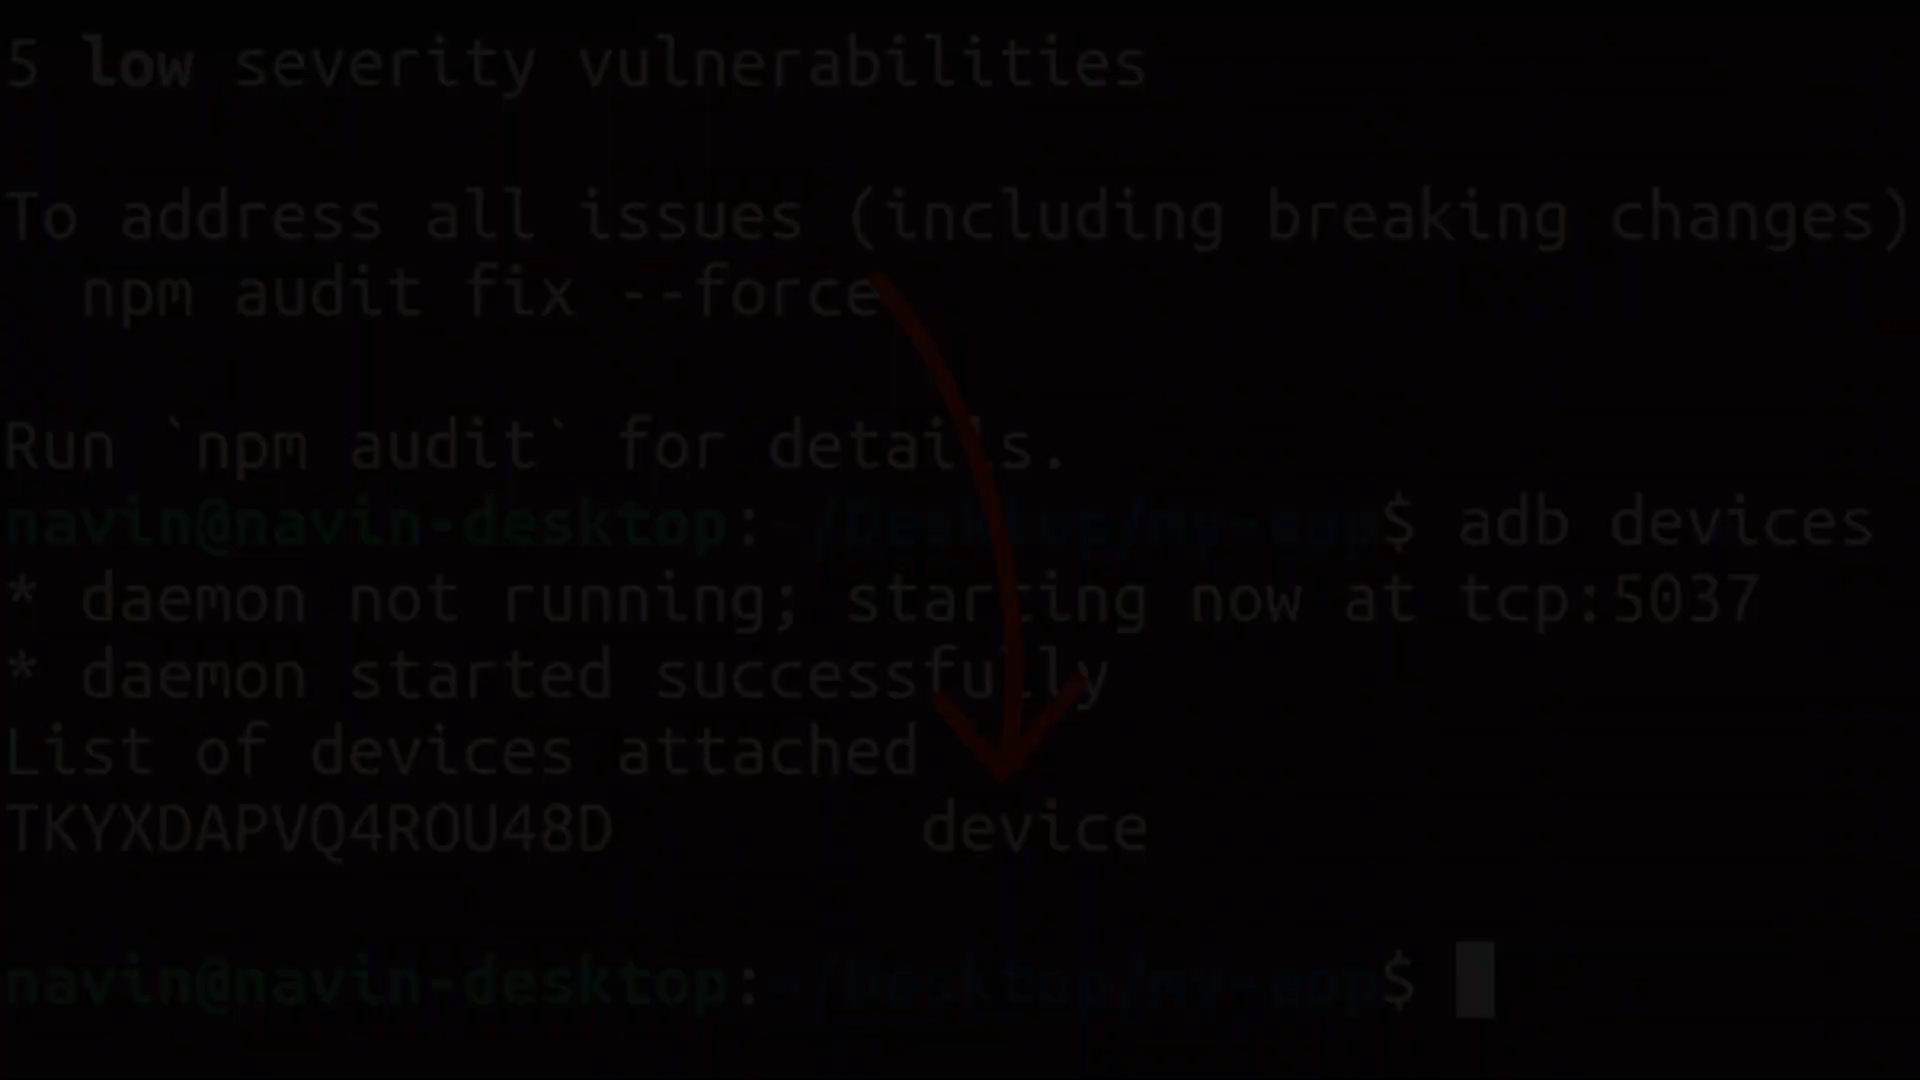 5 low severity vulnerabilities
To address all issues (including breaking changes)
npm audit fix --force
Run `npm audit` for details.
navin@navin-desktop:~/Desktop/my-app$ adb devices
* daemon not running; starting now at tcp:5037
* daemon started successfully
List of devices attached
TKYXDAPVQ4ROU48D device
navin@navin-desktop:~/Desktop/my-app$